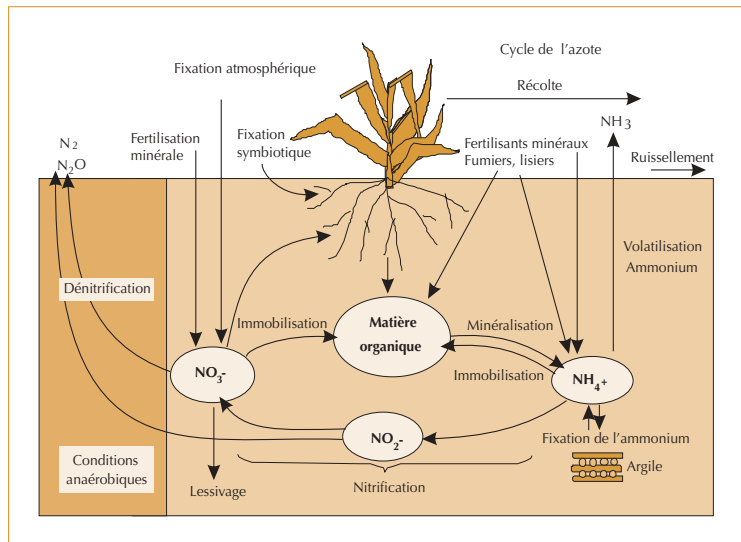 Cycle de l'azote
Fixation atmosphérique
Récolte
N2
N2O
Fertilisation
minérale
Fixation
symbiotique
Fertilisants minéraux
Fumiers, lisiers
NH3
Ruissellement
Volatilisation
Ammonium
Dénitrification
Immobilisation
Matière
organique
Minéralisation
Immobilisation
NO3-
NH4+
NO2-
Fixation de l'ammonium
Argile
Conditions
anaérobiques
Lessivage
Nitrification